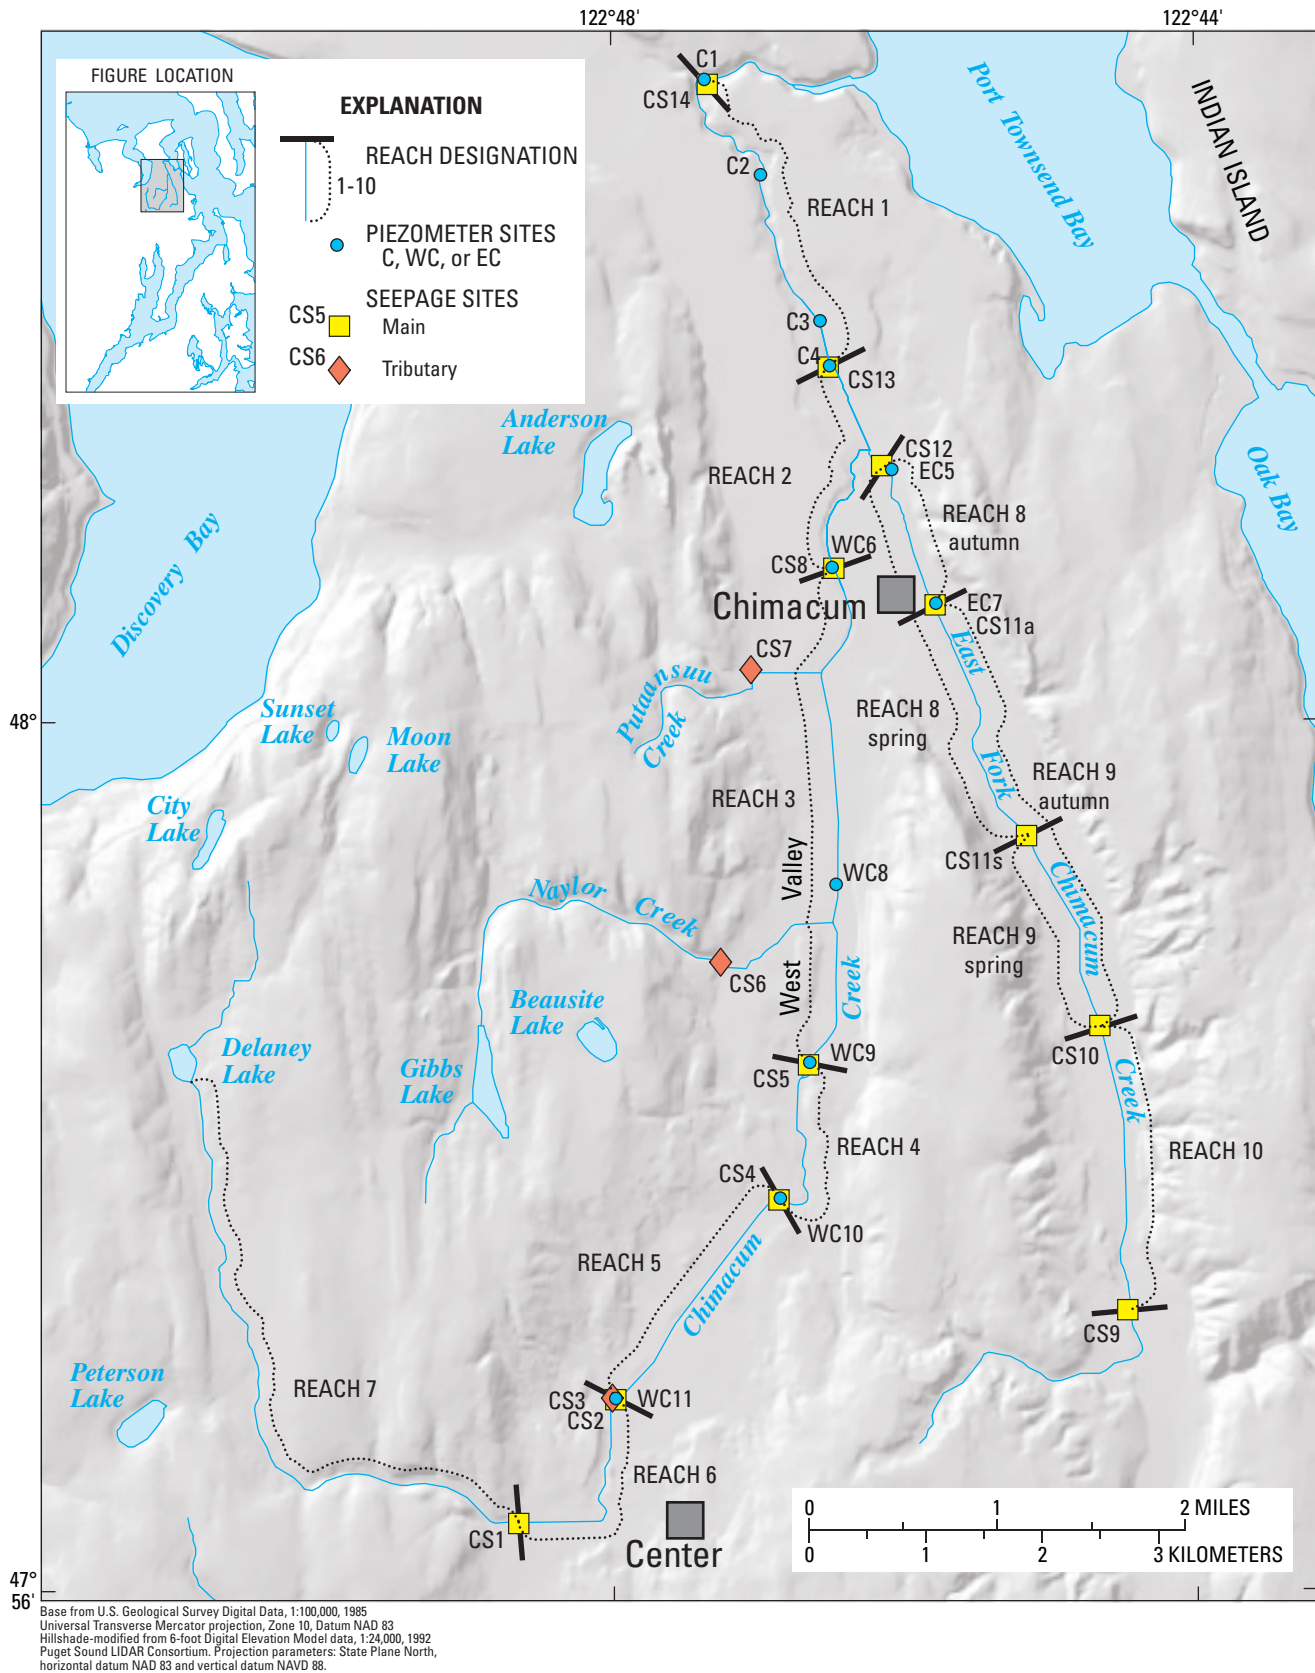 122°48'
122°44'
FIGURE LOCATION
EXPLANATION
REACH DESIGNATION
1-10
PIEZOMETER SITES
C, WC, or EC
SEEPAGE SITES
CS5
Main
CS6
Tributary
C1
CS14
C2
REACH 1
Port Townsend Bay
INDIAN ISLAND
C3
C4
CS13
Anderson
Lake
CS12
EC5
REACH 2
Oak Bay
REACH 8
autumn
Discovery Bay
WC6
CS8
Chimacum
EC7
CS11a
East
CS7
Putaansuu
Creek
Sunset
Lake
Moon
Lake
48°
REACH 8
spring
Fork
REACH 9
autumn
REACH 3
City
Lake
CS11s
Valley
WC8
Chimacum
Naylor
Creek
REACH 9
spring
CS6
West
Creek
Beausite
Lake
Delaney
Lake
Gibbs
Lake
WC9
CS5
CS10
Creek
REACH 4
REACH 10
CS4
WC10
REACH 5
Chimacum
CS9
Peterson
Lake
REACH 7
CS3
CS2
WC11
REACH 6
CS1
Center
0 1 2 MILES
0 1 2 3 KILOMETERS
47°
56'
Base from U.S. Geological Survey Digital Data, 1:100,000, 1985
Universal Transverse Mercator projection, Zone 10, Datum NAD 83
Hillshade-modified from 6-foot Digital Elevation Model data, 1:24,000, 1992
Puget Sound LIDAR Consortium. Projection parameters: State Plane North,
horizontal datum NAD 83 and vertical datum NAVD 88.